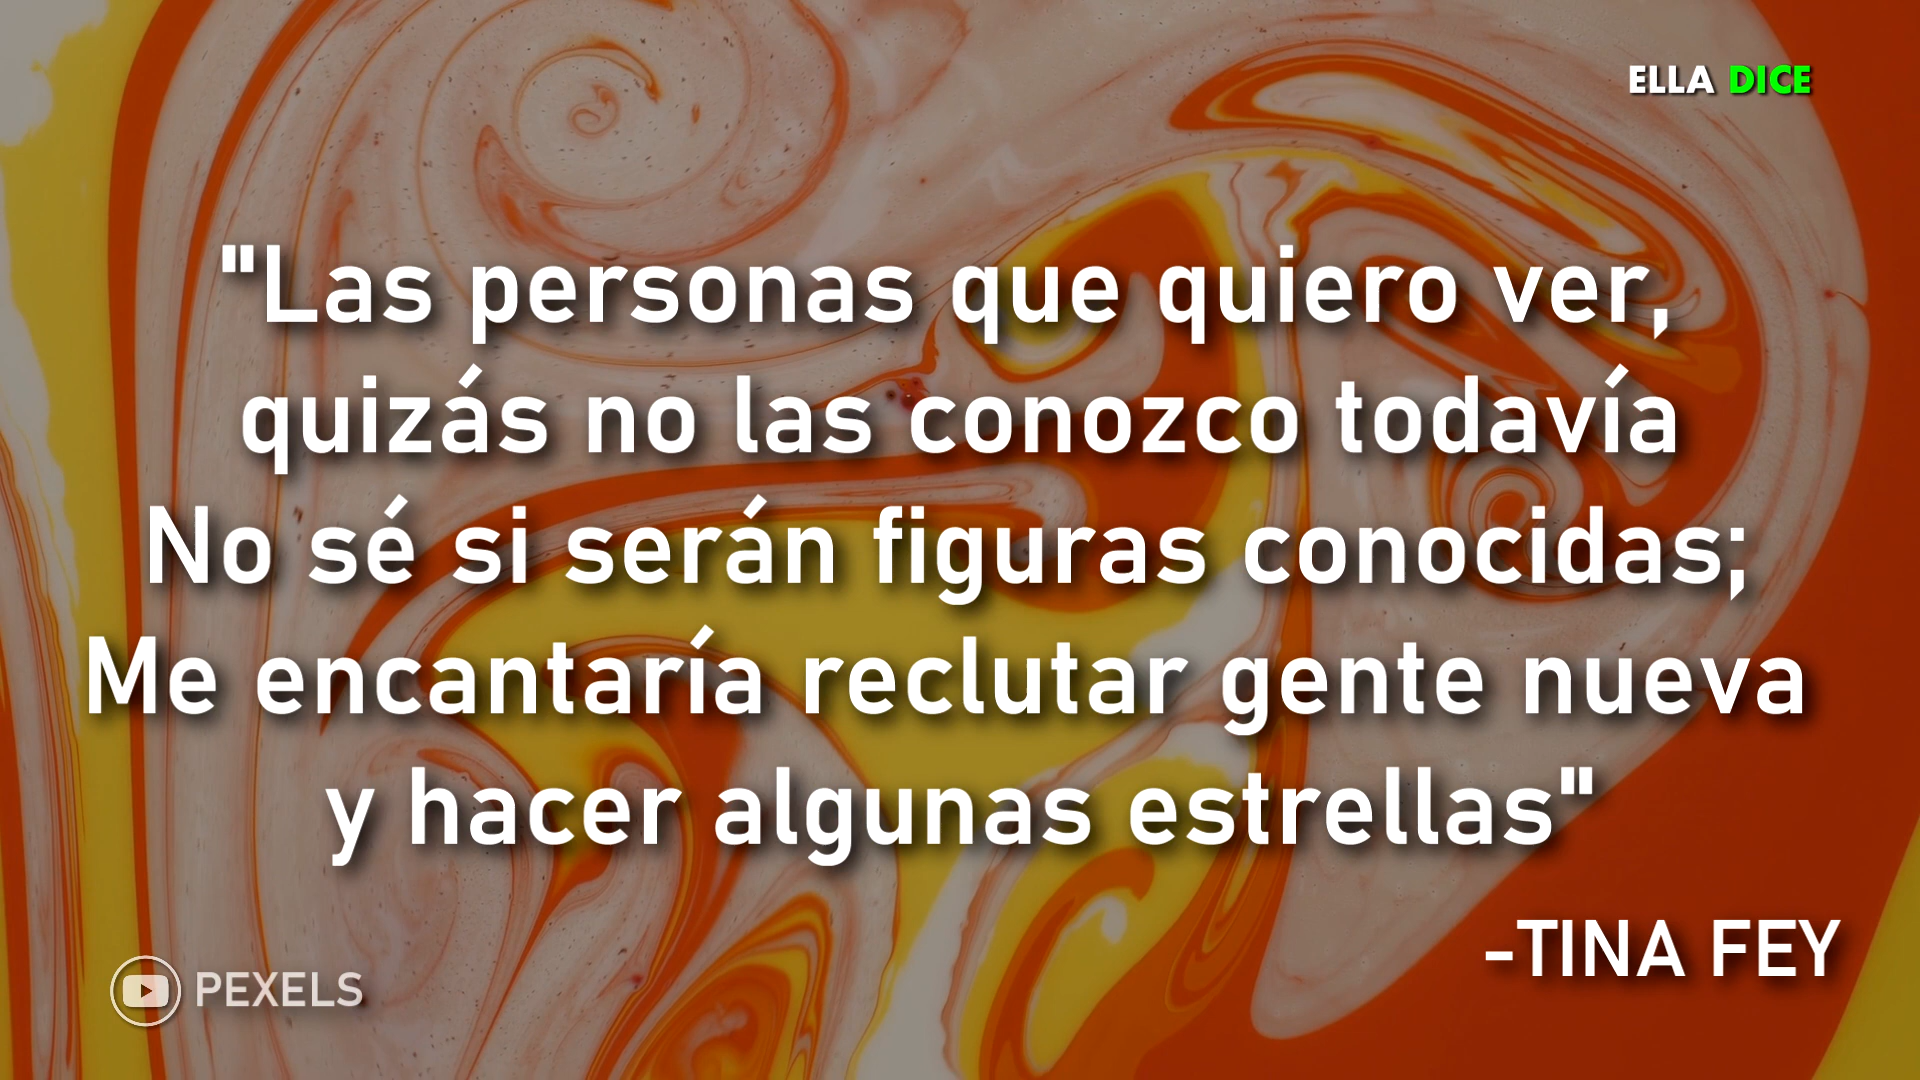 ELLA DICE
"Las personas que quiero ver,
quizás no las conozco todavía
No sé si serán figuras conocidas;
Me encantaría reclutar gente nueva
y hacer algunas estrellas"
-TINA FEY
PEXELS